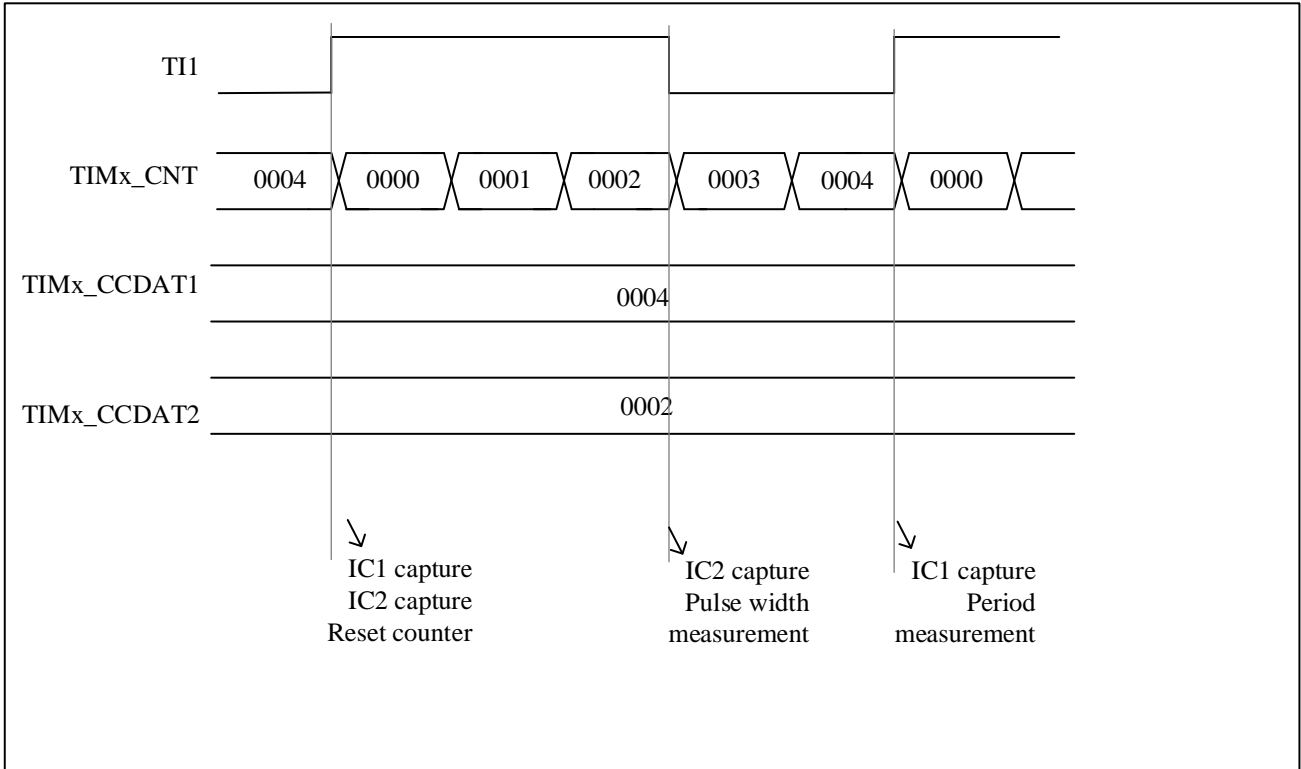 TI1
TIMx_CNT
0004 0000 0001 0002 0003 0004 0000
TIMx_CCDAT1
0004
TIMx_CCDAT2
0002
IC1 capture
IC2 capture
Reset counter
IC2 capture
Pulse width
measurement
IC1 capture
Period
measurement